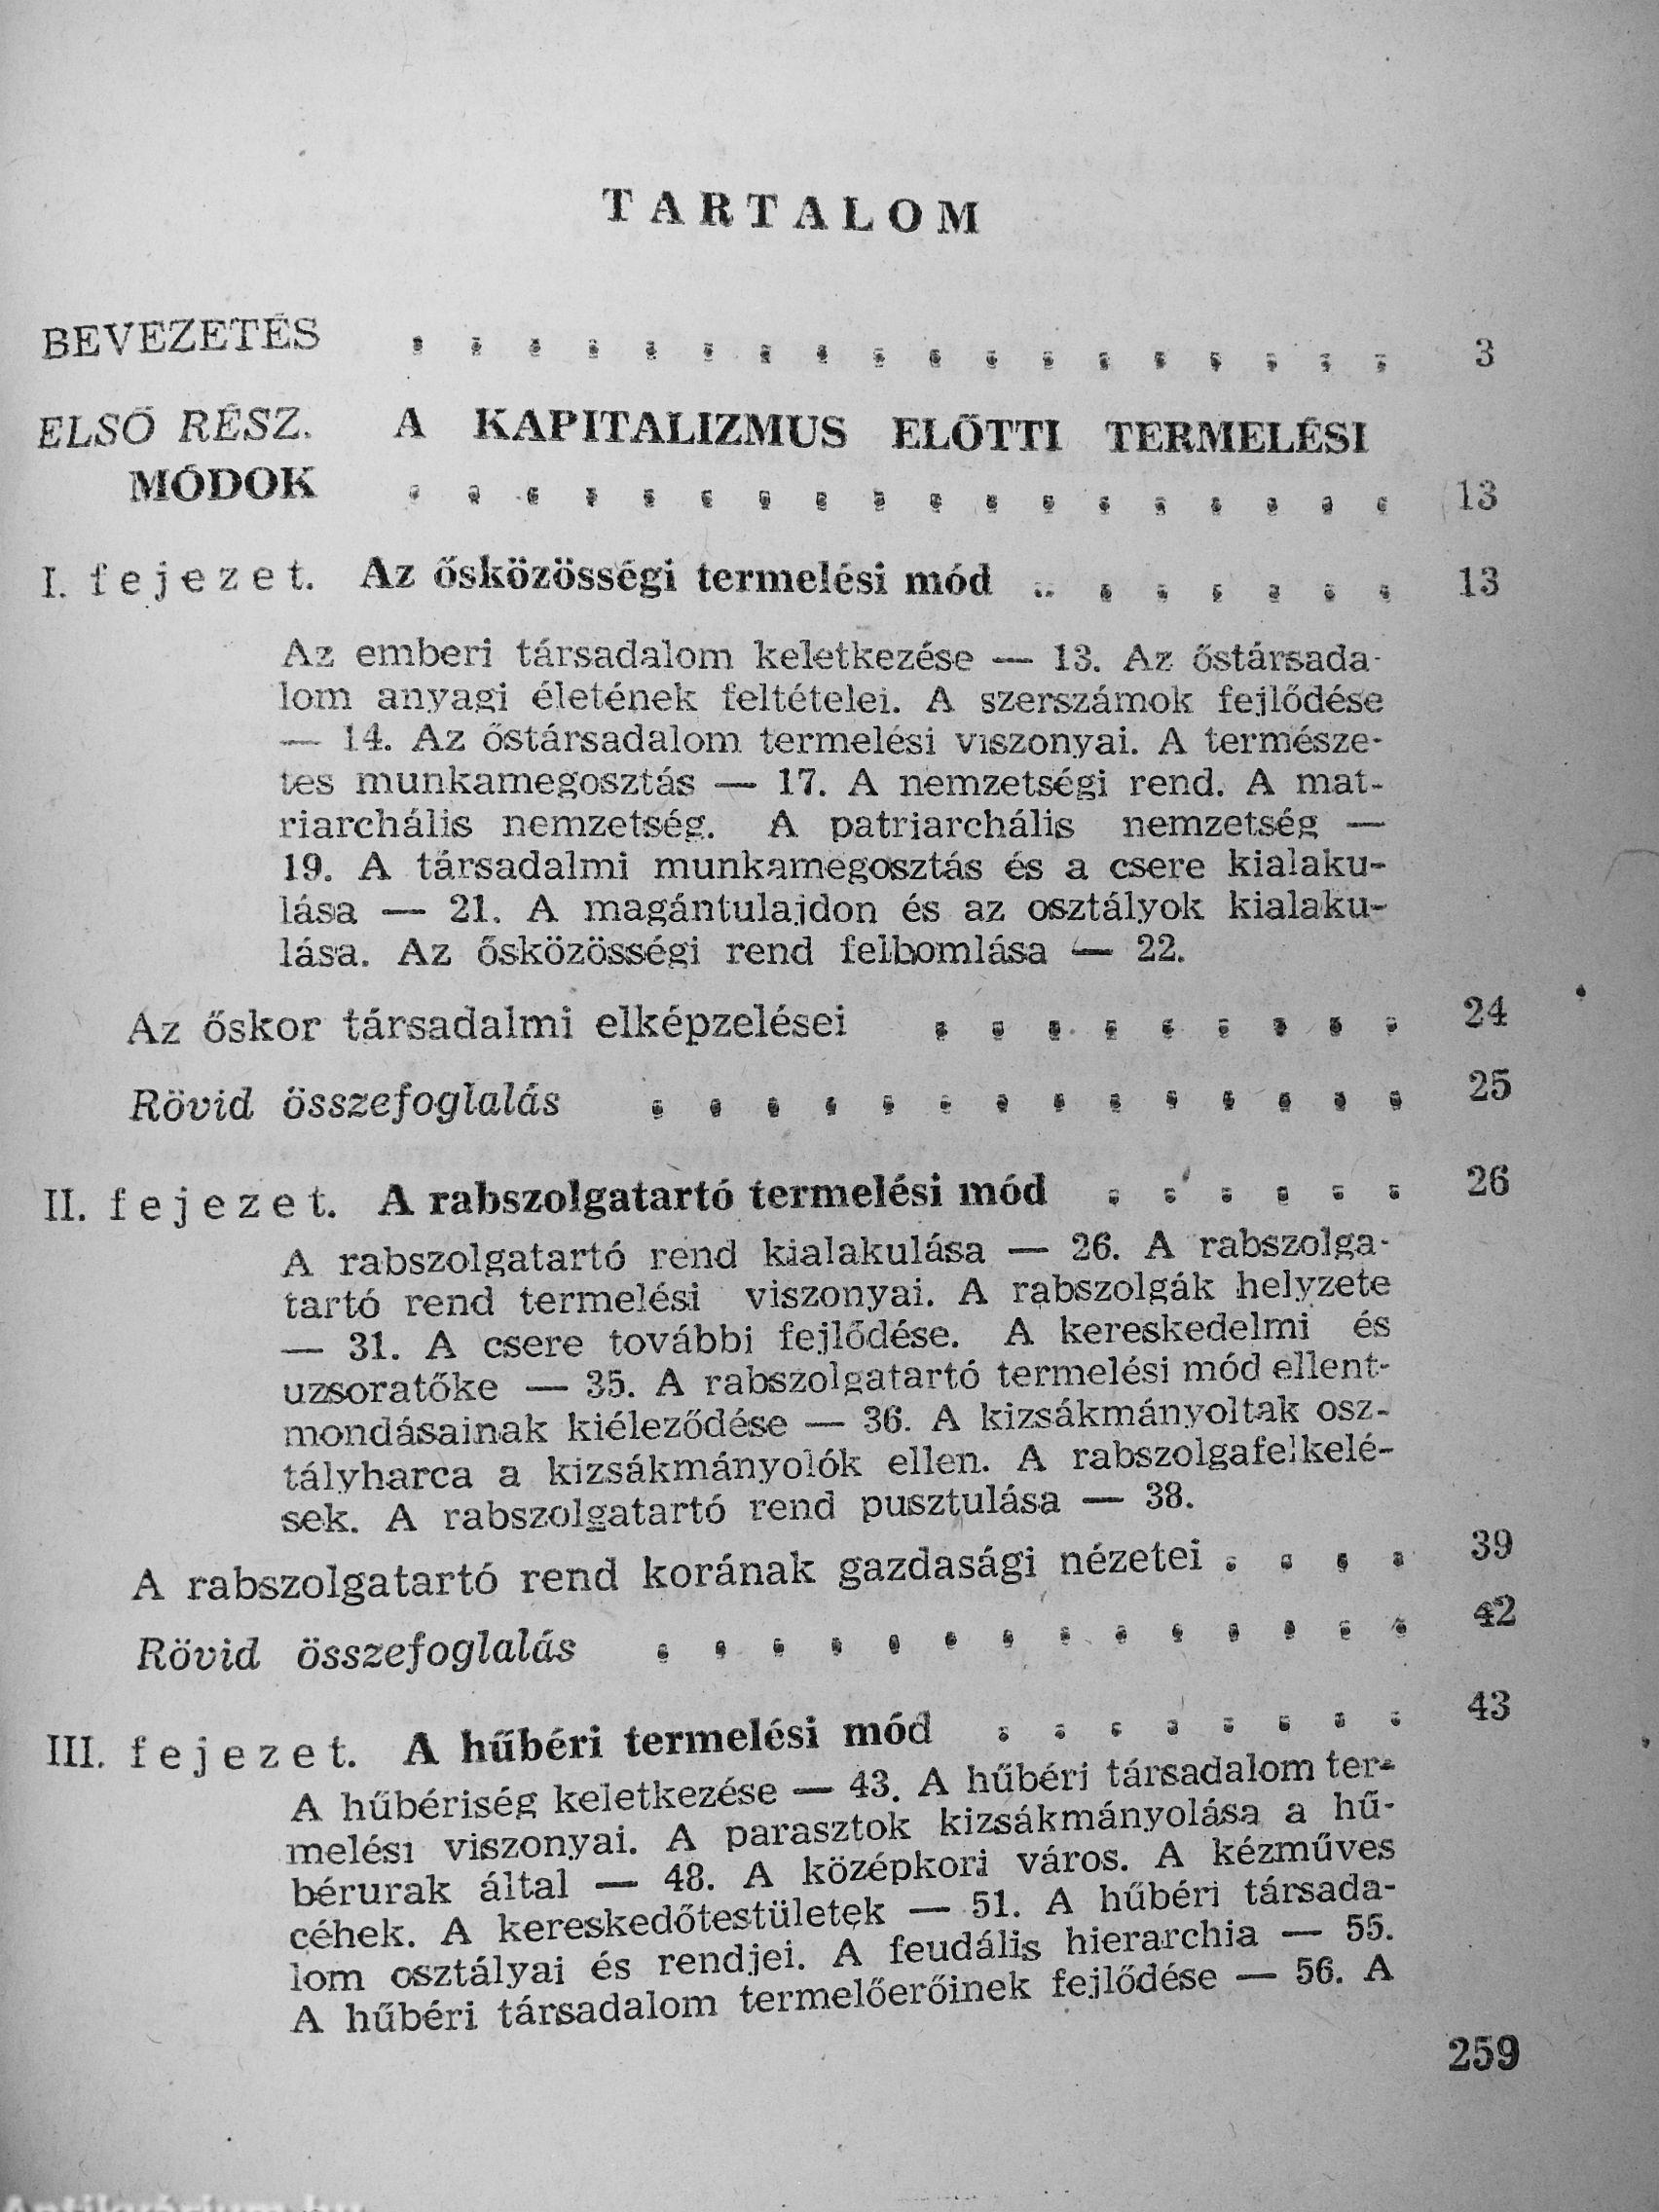 TARTALOM
BEVEZETÉS . . . . . . . . . . . . . . . . . . 3
ELSŐ RÉSZ. A KAPITALIZMUS ELŐTTI TERMELÉSI
MÓDOK . . . . . . . . . . . . . . . . . . 13
I. fejezet. Az ősközösségi termelési mód . . . . . . . 13
Az emberi társadalom keletkezése — 13. Az őstársada-
lom anyagi életének feltételei. A szerszámok fejlődése
— 14. Az őstársadalom termelési viszonyai. A természe-
tes munkamegosztás — 17. A nemzetségi rend. A mat-
riarchális nemzetség. A patriarchális nemzetség —
19. A társadalmi munkamegosztás és a csere kialaku-
lása — 21. A magántulajdon és az osztályok kialaku-
lása. Az ősközösségi rend felbomlása — 22.
Az őskor társadalmi elképzelései . . . . . . . . . 24
Rövid összefoglalás . . . . . . . . . . . . . . 25
II. fejezet. A rabszolgatartó termelési mód . . . . . . 26
A rabszolgatartó rend kialakulása — 26. A rabszolga-
tartó rend termelési viszonyai. A rabszolgák helyzete
— 31. A csere további fejlődése. A kereskedelmi és
uzsoratőke — 35. A rabszolgatartó termelési mód ellent-
mondásainak kiéleződése — 36. A kizsákmányoltak osz-
tályharca a kizsákmányolók ellen. A rabszolgafelkelé-
sek. A rabszolgatartó rend pusztulása — 38.
A rabszolgatartó rend korának gazdasági nézetei . . . . 39
Rövid összefoglalás . . . . . . . . . . . . . . 42
III. fejezet. A hűbéri termelési mód . . . . . . . . 43
A hűbériség keletkezése — 43. A hűbéri társadalom ter-
melési viszonyai. A parasztok kizsákmányolása a hű-
bérurak által — 48. A középkori város. A kézműves
céhek. A kereskedőtestületek — 51. A hűbéri társada-
lom osztályai és rendjei. A feudális hierarchia — 55.
A hűbéri társadalom termelőerőinek fejlődése — 56. A
259
Antikvárium.hu